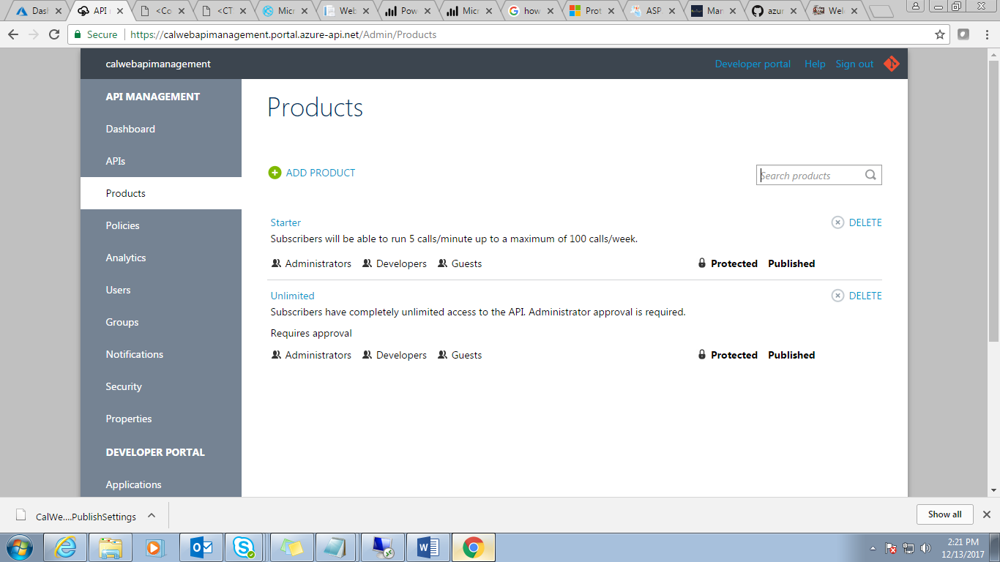 Dash
API
<Co
<CT
Micr
Web
Pow
Micr
how
Prot
ASP.
Man
azur
Wel
Secure https://calwebapimanagement.portal.azure-api.net/Admin/Products
calwebapimanagement
Developer portal Help Sign out
API MANAGEMENT
Dashboard
APIs
Products
Policies
Analytics
Users
Groups
Notifications
Security
Properties
DEVELOPER PORTAL
Applications
Products
ADD PRODUCT
Search products
Starter
DELETE
Subscribers will be able to run 5 calls/minute up to a maximum of 100 calls/week.
Administrators Developers Guests
Protected Published
Unlimited
DELETE
Subscribers have completely unlimited access to the API. Administrator approval is required.
Requires approval
Administrators Developers Guests
Protected Published
CalWe....PublishSettings
Show all
2:21 PM
12/13/2017